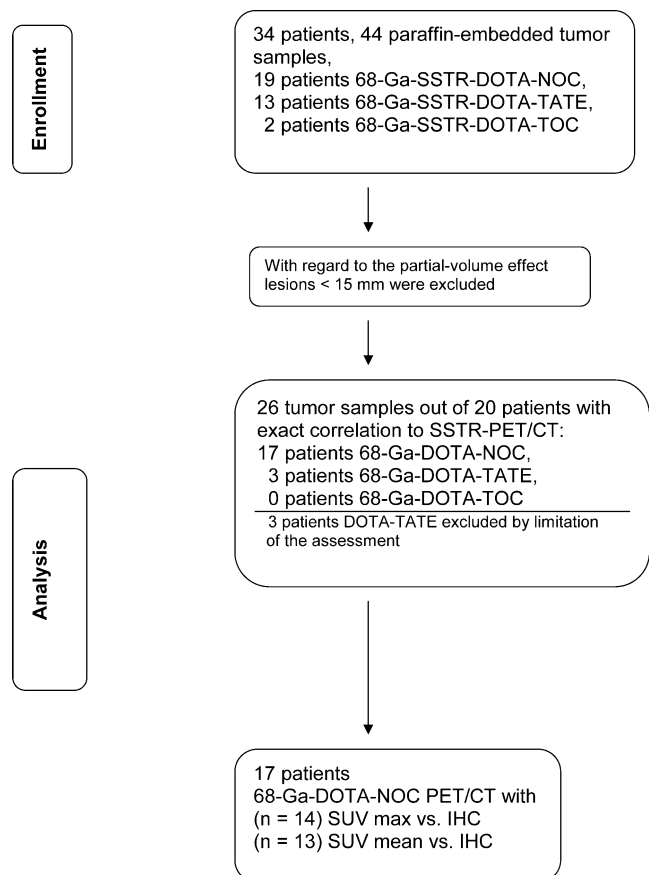 Enrollment
34 patients, 44 paraffin-embedded tumor
samples,
19 patients 68-Ga-SSTR-DOTA-NOC,
13 patients 68-Ga-SSTR-DOTA-TATE,
2 patients 68-Ga-SSTR-DOTA-TOC
With regard to the partial-volume effect
lesions < 15 mm were excluded
Analysis
26 tumor samples out of 20 patients with
exact correlation to SSTR-PET/CT:
17 patients 68-Ga-DOTA-NOC,
3 patients 68-Ga-DOTA-TATE,
0 patients 68-Ga-DOTA-TOC
3 patients DOTA-TATE excluded by limitation
of the assessment
17 patients
68-Ga-DOTA-NOC PET/CT with
(n = 14) SUV max vs. IHC
(n = 13) SUV mean vs. IHC